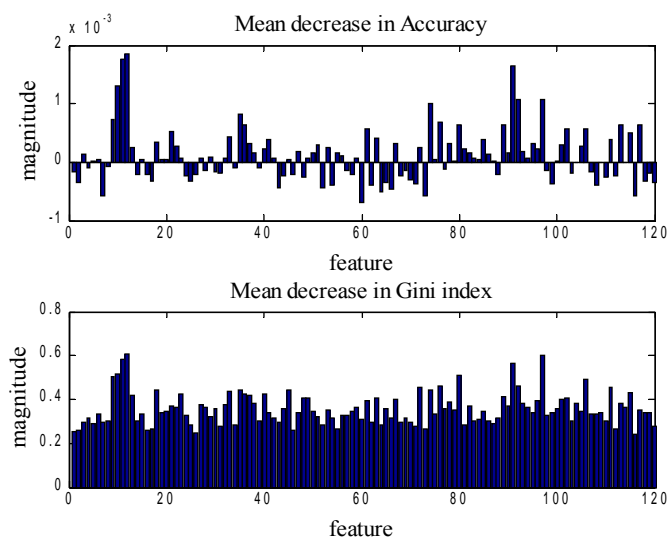 Mean decrease in Accuracy
x 10
-3
2
1
0
-1
magnitude
0 20 40 60 80 100 120
feature
Mean decrease in Gini index
0.8
0.6
0.4
0.2
0
magnitude
0 20 40 60 80 100 120
feature